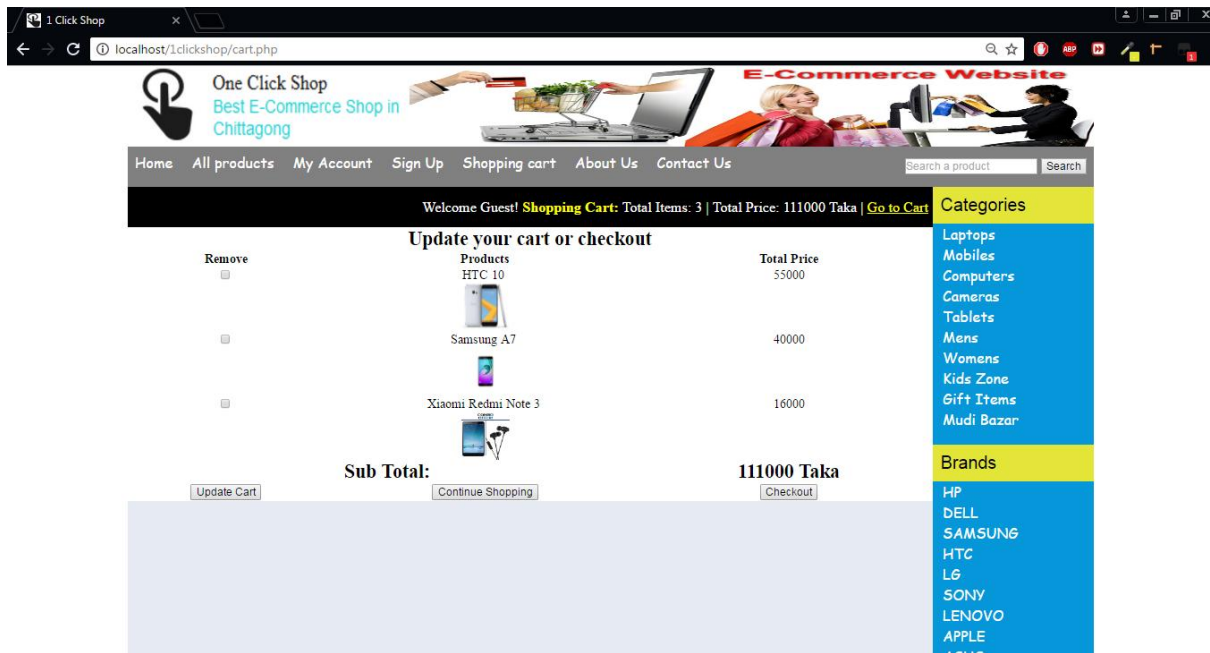 1 Click Shop
localhost/1clickshop/cart.php
ABP
1
One Click Shop
Best E-Commerce Shop in
Chittagong
E-Commerce Website
Home All products My Account Sign Up Shopping cart About Us Contact Us
Search a product Search
Welcome Guest! Shopping Cart: Total Items: 3 | Total Price: 111000 Taka | Go to Cart
Update your cart or checkout
Remove Products Total Price
HTC 10 55000
Samsung A7 40000
Xiaomi Redmi Note 3 16000
Sub Total: 111000 Taka
Update Cart Continue Shopping Checkout
Categories
Laptops
Mobiles
Computers
Cameras
Tablets
Mens
Womens
Kids Zone
Gift Items
Mudi Bazar
Brands
HP
DELL
SAMSUNG
HTC
LG
SONY
LENOVO
APPLE